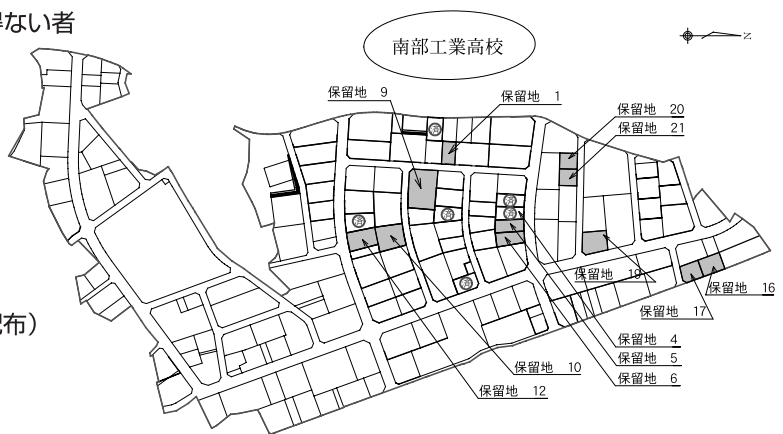 得ない者
南部工業高校
N
保留地 9
保留地 1
保留地 20
保留地 21
済
済
済
済
済
済
保留地 19
保留地 16
保留地 17
配布）
保留地 4
保留地 5
保留地 6
保留地 10
保留地 12